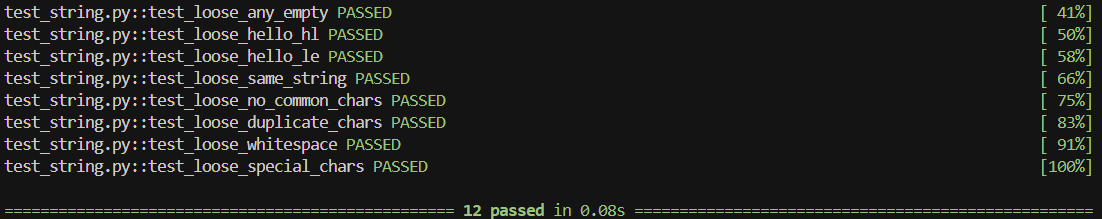 test_string.py::test_loose_any_empty PASSED [ 41%]
test_string.py::test_loose_hello_hl PASSED [ 50%]
test_string.py::test_loose_hello_le PASSED [ 58%]
test_string.py::test_loose_same_string PASSED [ 66%]
test_string.py::test_loose_no_common_chars PASSED [ 75%]
test_string.py::test_loose_duplicate_chars PASSED [ 83%]
test_string.py::test_loose_whitespace PASSED [ 91%]
test_string.py::test_loose_special_chars PASSED [100%]
================================================== 12 passed in 0.08s ===================================================